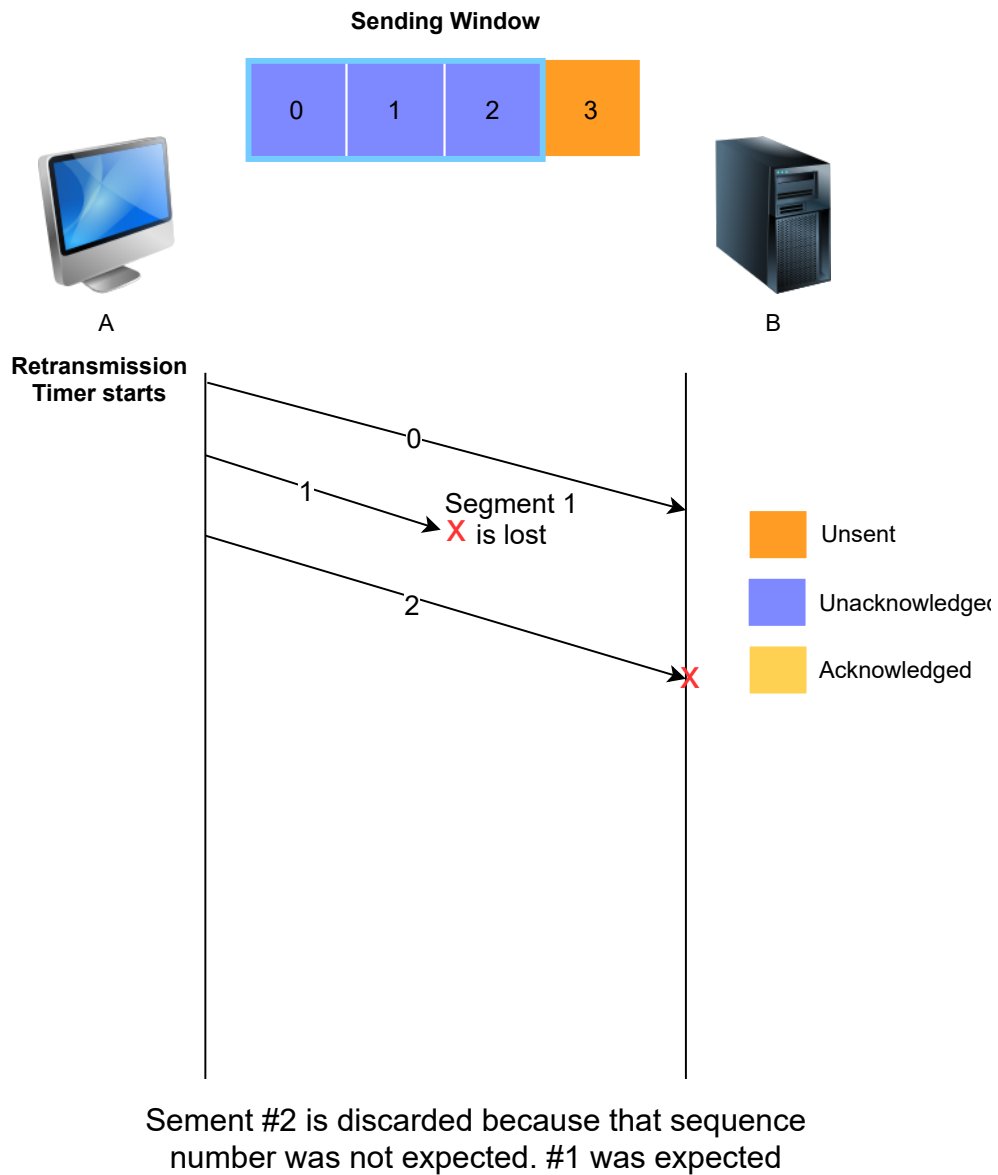 Sending Window
0 1 2 3
A
B
Retransmission
Timer starts
0
1
Segment 1
X is lost
2
X
Unsent
Unacknowledged
Acknowledged
Sement #2 is discarded because that sequence
number was not expected. #1 was expected